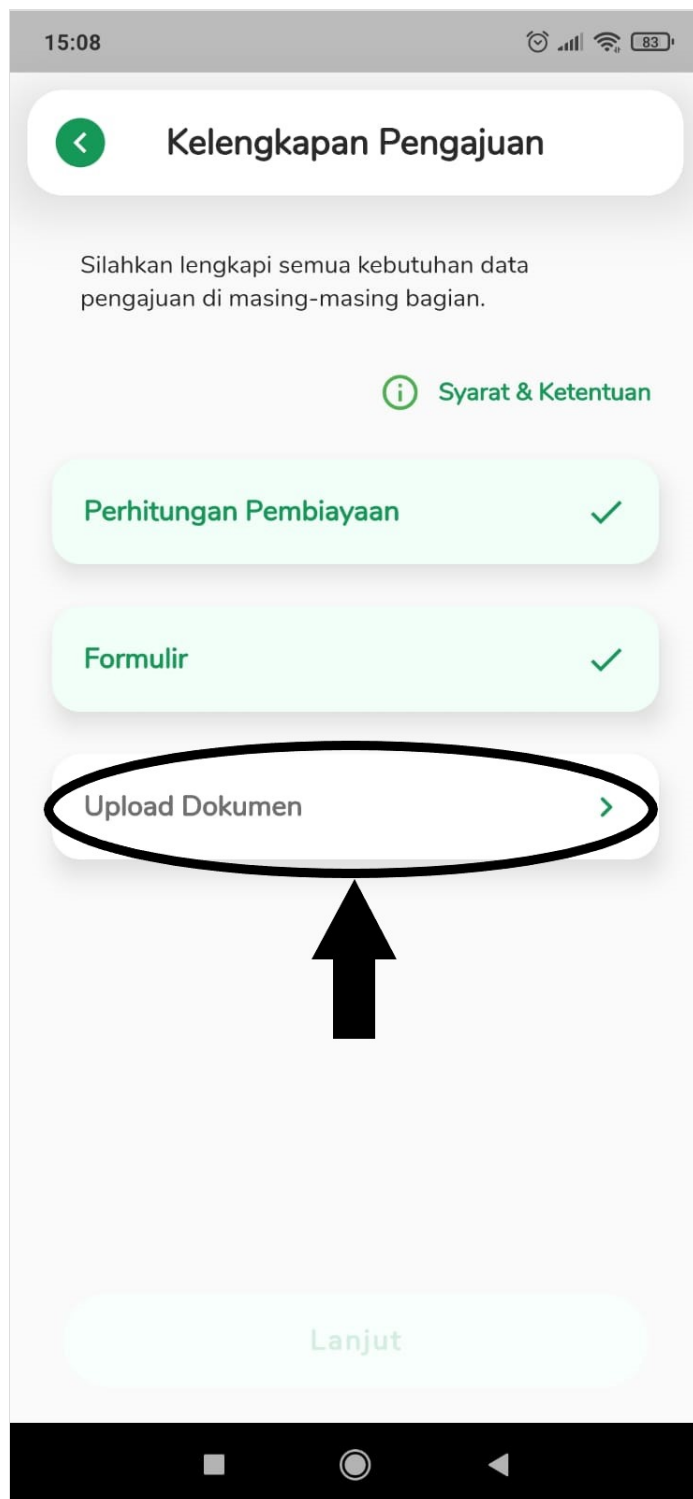 15:08
83
Kelengkapan Pengajuan
Silahkan lengkapi semua kebutuhan data
pengajuan di masing-masing bagian.
Syarat & Ketentuan
Perhitungan Pembiayaan
Formulir
Upload Dokumen
Lanjut